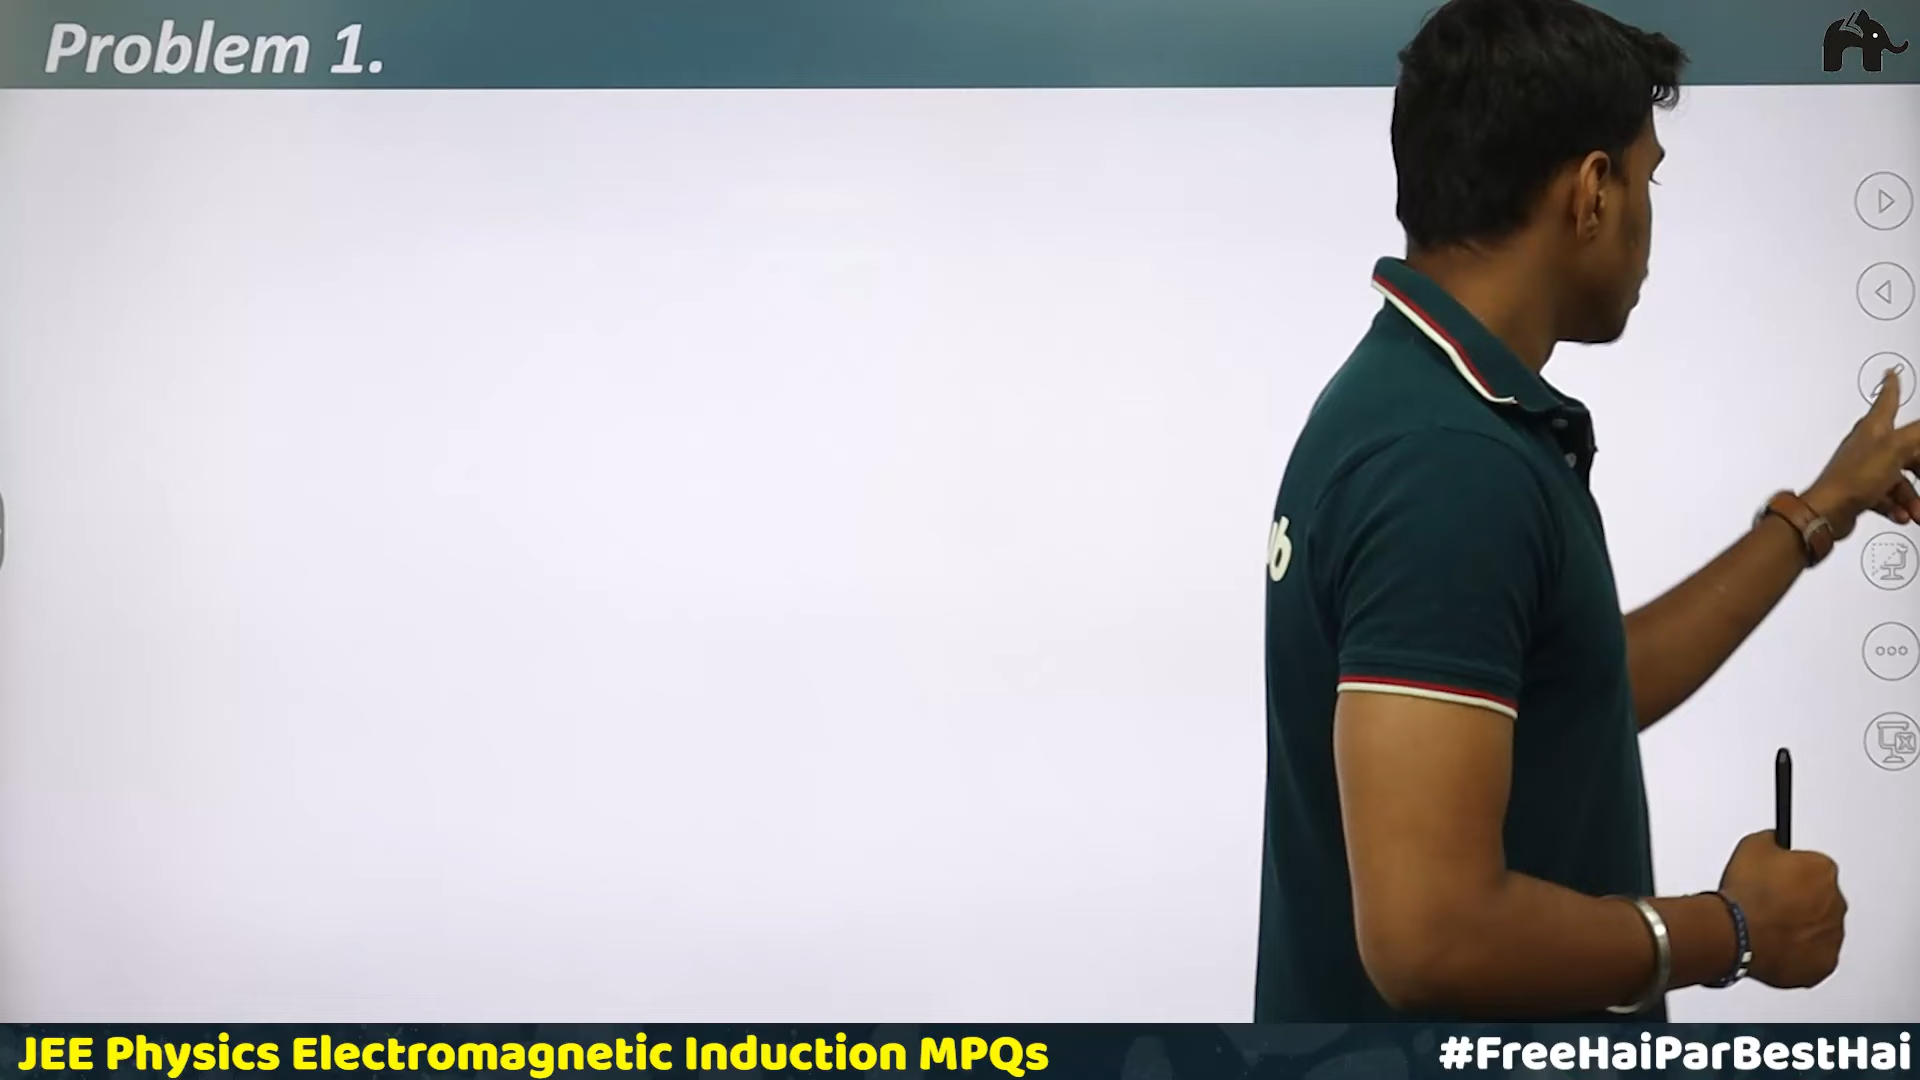 Problem 1.
JEE Physics Electromagnetic Induction MPQs
#FreeHaiParBestHai